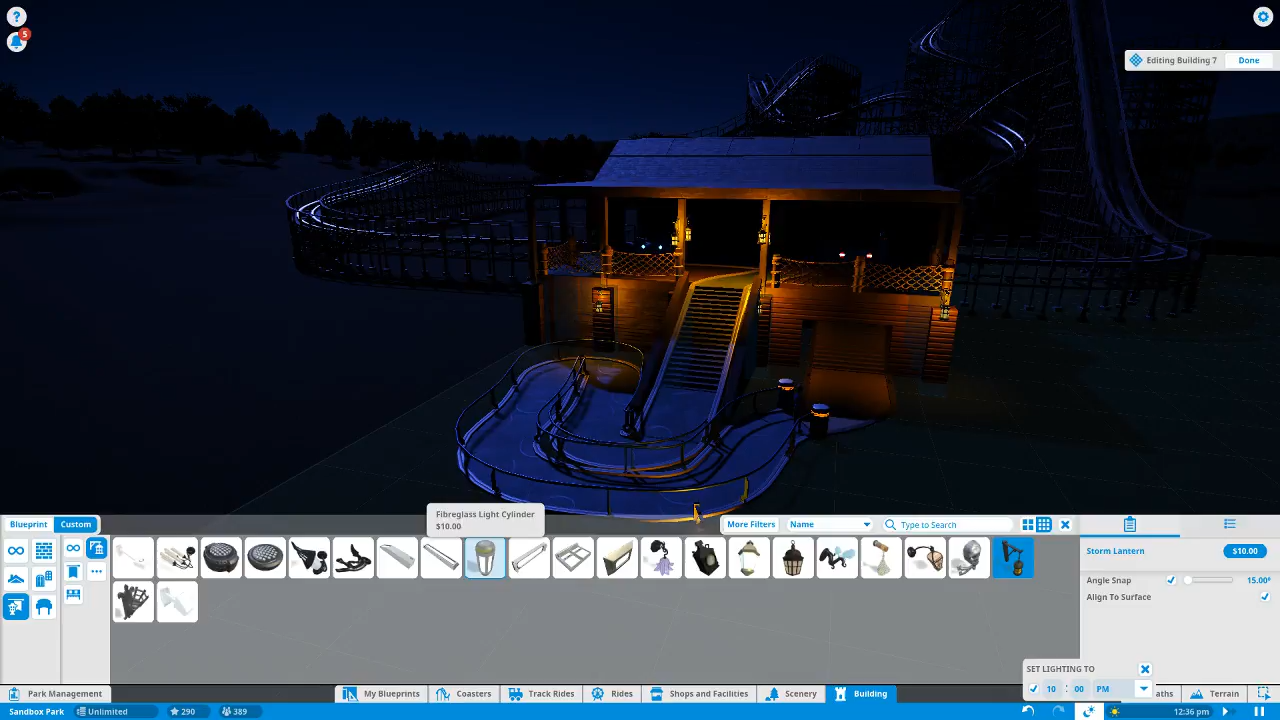 ?
5
Editing Building 7 Done
Fibreglass Light Cylinder
$10.00
Blueprint Custom
More Filters Name Type to Search
Storm Lantern $10.00
Angle Snap 15.00°
Align To Surface
SET LIGHTING TO
10 : 00 PM
Park Management My Blueprints Coasters Track Rides Rides Shops and Facilities Scenery Building aths Terrain
Sandbox Park Unlimited 290 389 12:36 pm